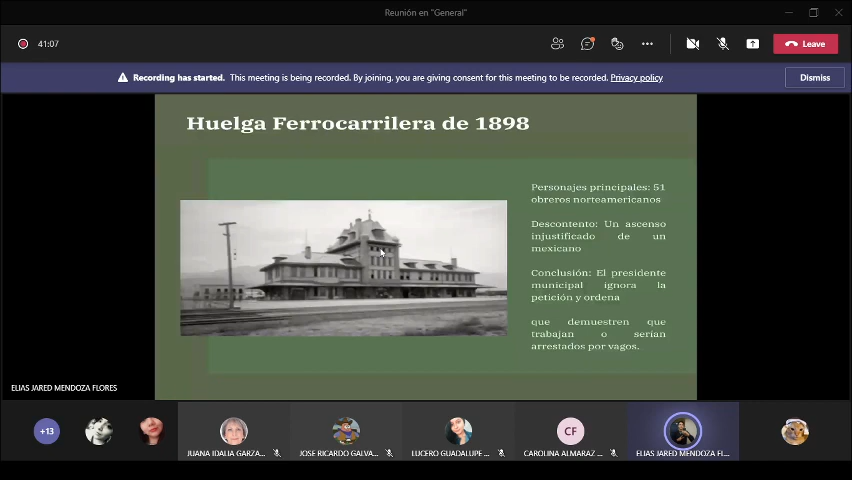 Reunión en "General"
41:07
Leave
Recording has started. This meeting is being recorded. By joining, you are giving consent for this meeting to be recorded. Privacy policy
Dismiss
Huelga Ferrocarrilera de 1898
Personajes principales: 51
obreros norteamericanos
Descontento: Un ascenso
injustificado de un
mexicano
Conclusión: El presidente
municipal ignora la
petición y ordena
que demuestren que
trabajan o serían
arrestados por vagos.
ELIAS JARED MENDOZA FLORES
+13
CF
JUANA IDALIA GARZA...
JOSE RICARDO GALVA...
LUCERO GUADALUPE ...
CAROLINA ALMARAZ ...
ELIAS JARED MENDOZA FL...